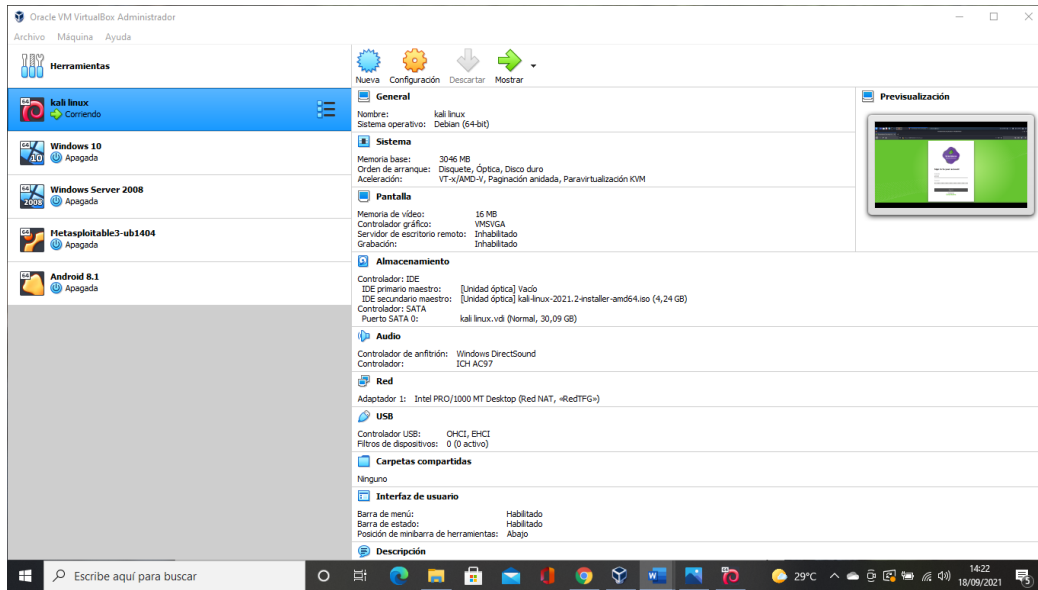 Oracle VM VirtualBox Administrador
Archivo Máquina Ayuda
Herramientas
kali linux
Corriendo
Windows 10
Apagada
Windows Server 2008
Apagada
Metasploitable3-ub1404
Apagada
Android 8.1
Apagada
Nueva Configuración Descartar Mostrar
General
Nombre: kali linux
Sistema operativo: Debian (64-bit)
Sistema
Memoria base: 3046 MB
Orden de arranque: Disquete, Óptica, Disco duro
Aceleración: VT-x/AMD-V, Paginación anidada, Paravirtualización KVM
Pantalla
Memoria de vídeo: 16 MB
Controlador gráfico: VMSVGA
Servidor de escritorio remoto: Inhabilitado
Grabación: Inhabilitado
Almacenamiento
Controlador: IDE
IDE primario maestro: [Unidad óptica] Vacío
IDE secundario maestro: [Unidad óptica] kali-linux-2021.2-installer-amd64.iso (4,24 GB)
Controlador: SATA
Puerto SATA 0: kali linux.vdi (Normal, 30,09 GB)
Audio
Controlador de anfitrión: Windows DirectSound
Controlador: ICH AC97
Red
Adaptador 1: Intel PRO/1000 MT Desktop (Red NAT, «RedTFG»)
USB
Controlador USB: OHCI, EHCI
Filtros de dispositivos: 0 (0 activo)
Carpetas compartidas
Ninguno
Interfaz de usuario
Barra de menú: Habilitado
Barra de estado: Habilitado
Posición de minibarra de herramientas: Abajo
Descripción
Previsualización
Escribe aquí para buscar
29°C
14:22
18/09/2021
5